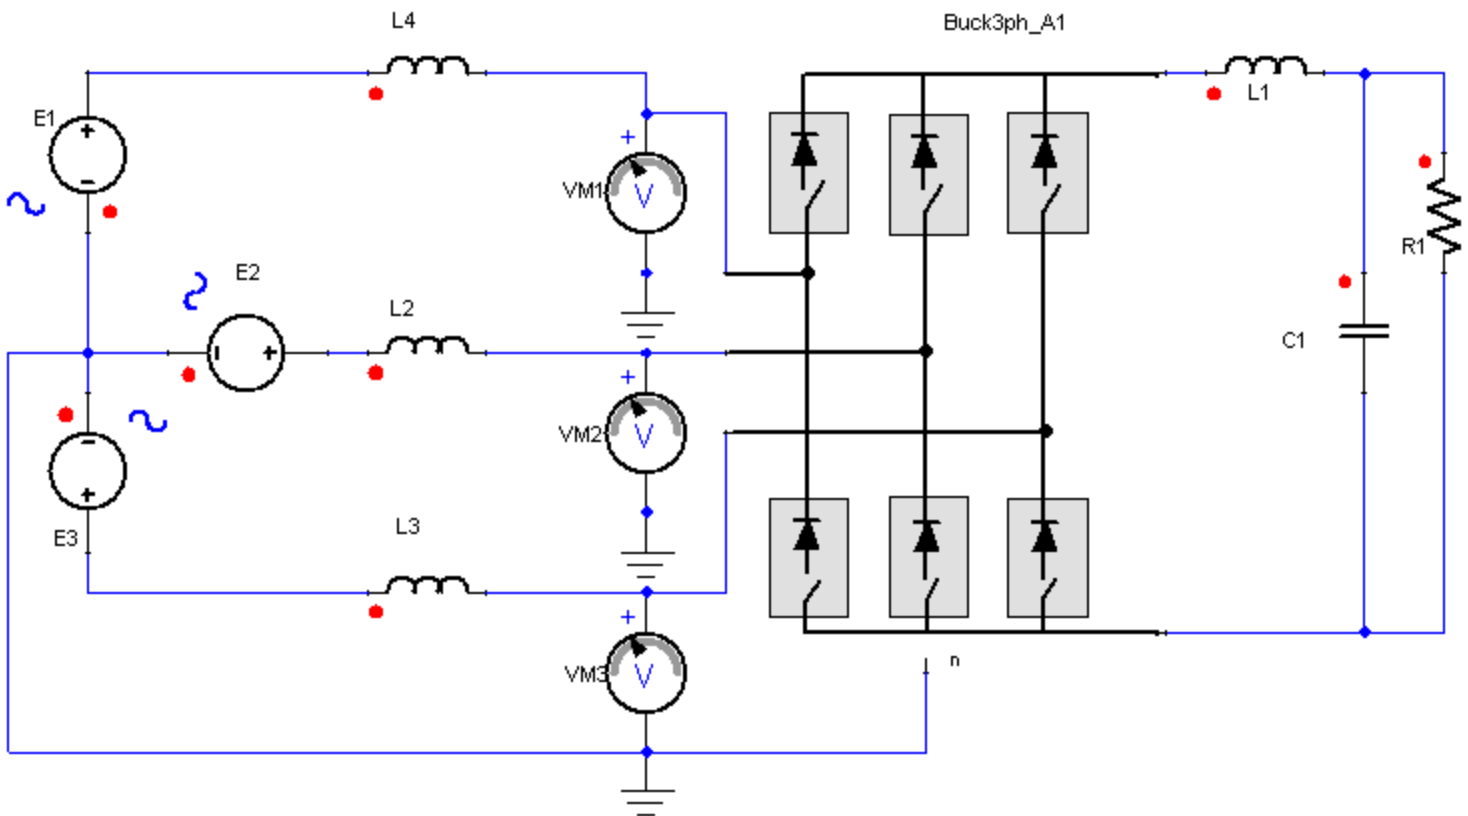 L4
Buck3ph_A1
E1
L1
+
-
+
VM1
V
R1
E2
L2
C1
-
+
+
VM2
V
-
+
E3
L3
+
VM3
V
n